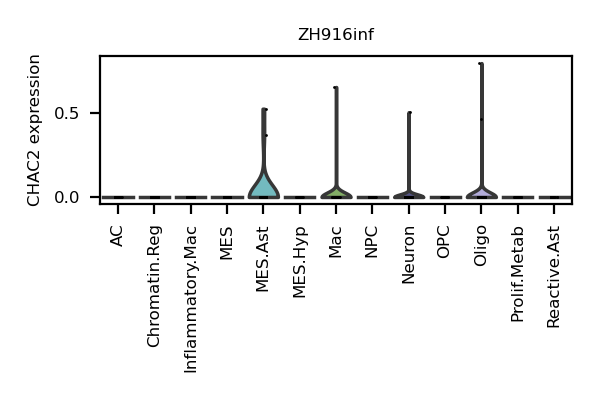 ZH916inf
CHAC2 expression
0.5
0.0
AC
Chromatin.Reg
Inflammatory.Mac
MES
MES.Ast
MES.Hyp
Mac
NPC
Neuron
OPC
Oligo
Prolif.Metab
Reactive.Ast